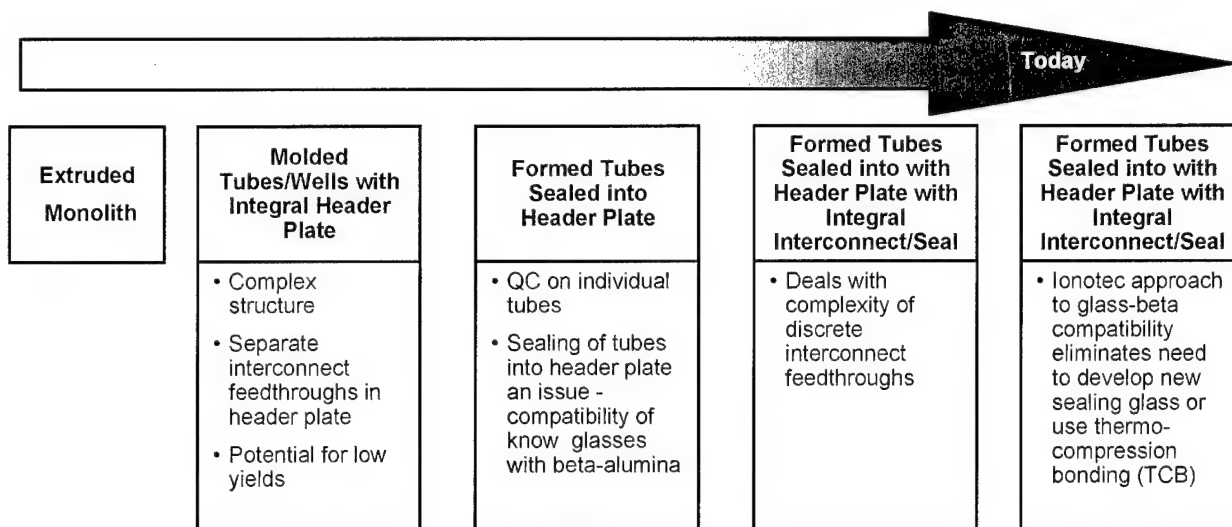 Today
Extruded
Monolith
Molded
Tubes/Wells with
Integral Header
Plate
• Complex
structure
• Separate
interconnect
feedthroughs in
header plate
• Potential for low
yields
Formed Tubes
Sealed into
Header Plate
• QC on individual
tubes
• Sealing of tubes
into header plate
an issue -
compatibility of
know glasses
with beta-alumina
Formed Tubes
Sealed into with
Header Plate with
Integral
Interconnect/Seal
• Deals with
complexity of
discrete
interconnect
feedthroughs
Formed Tubes
Sealed into with
Header Plate with
Integral
Interconnect/Seal
• Ionotec approach
to glass-beta
compatibility
eliminates need
to develop new
sealing glass or
use thermo-
compression
bonding (TCB)